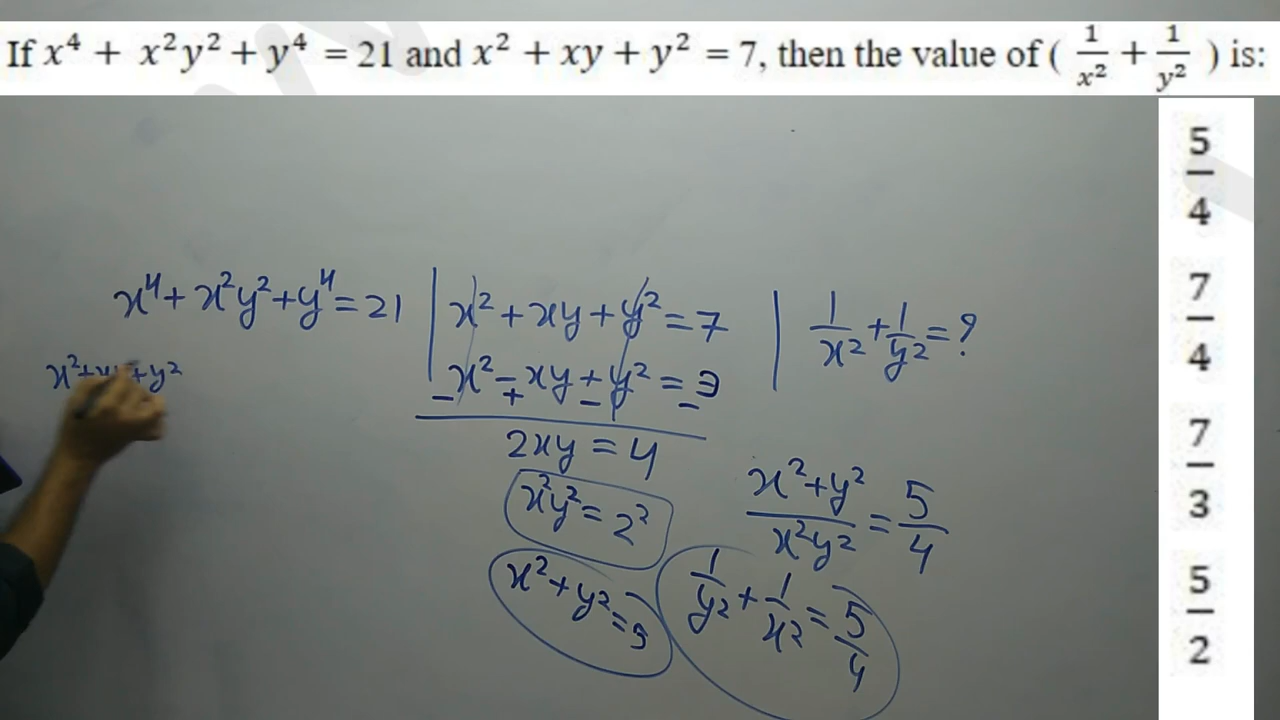 If x⁴ + x²y² + y⁴ = 21 and x² + xy + y² = 7, then the value of ( 1/x² + 1/y² ) is:
5/4
7/4
7/3
5/2
x⁴ + x²y² + y⁴ = 21
x² + xy + y²
x² + xy + y² = 7
x² - xy + y² = 3
- + - -
2xy = 4
x²y² = 2²
x² + y² = 5
1/x² + 1/y² = ?
x² + y² / x²y² = 5/4
1/y² + 1/x² = 5/4